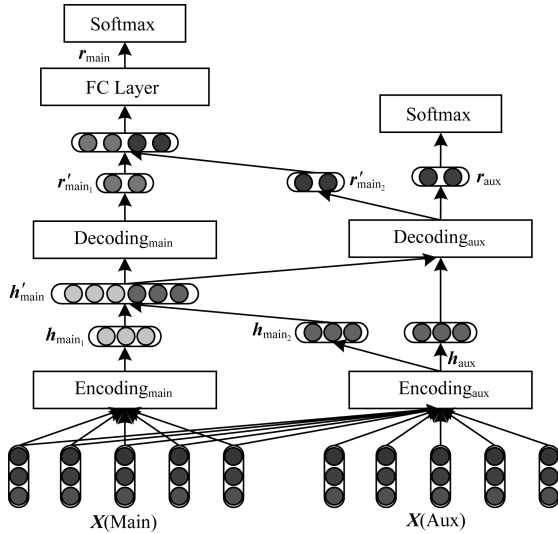 Softmax
r_main
FC Layer
Softmax
r'_main₁
r'_main₂
r_aux
Decoding_main
Decoding_aux
h'_main
h_main₁
h_main₂
h_aux
Encoding_main
Encoding_aux
X(Main)
X(Aux)